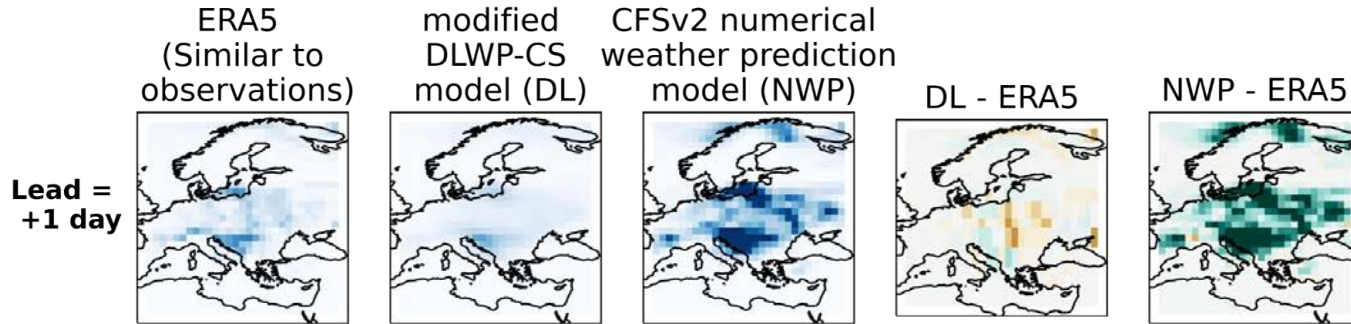 ERA5
(Similar to
observations)
modified
DLWP-CS
model (DL)
CFSv2 numerical
weather prediction
model (NWP)
DL - ERA5
NWP - ERA5
Lead =
+1 day